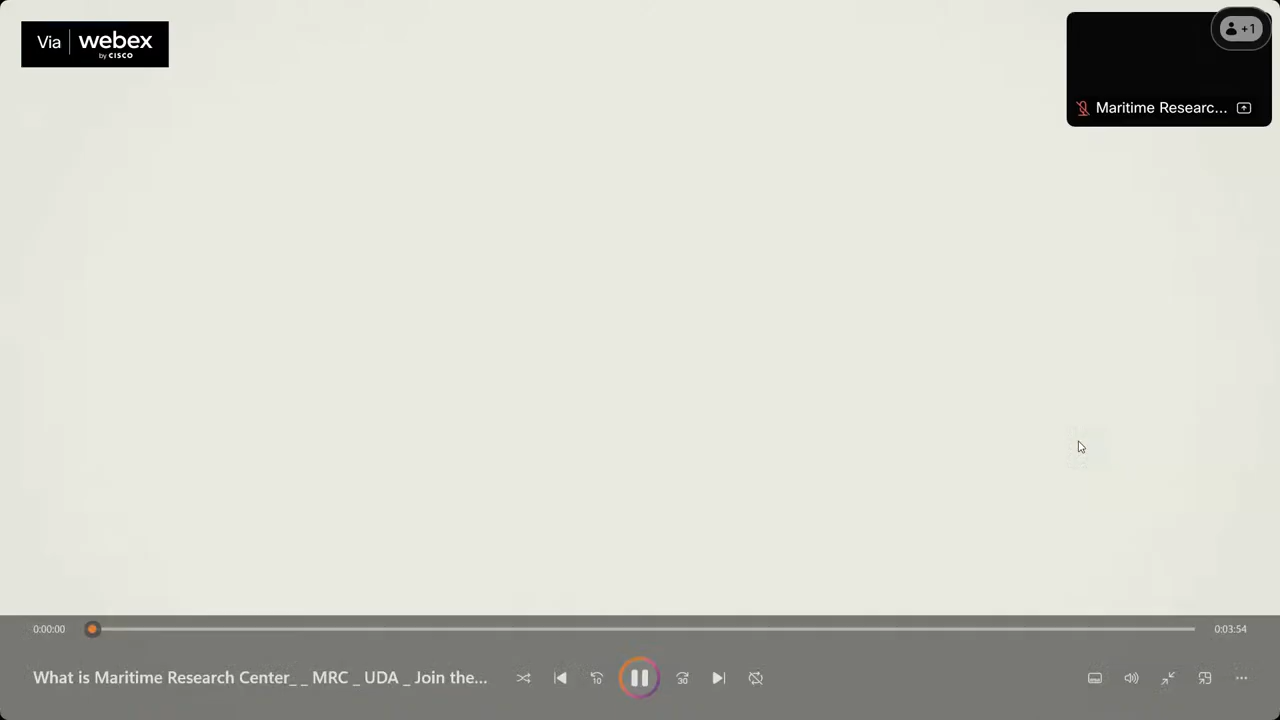 Via webex
by CISCO
+1
Maritime Researc...
0:00:00
0:03:54
What is Maritime Research Center_ _ MRC _ UDA _ Join the...
10
30